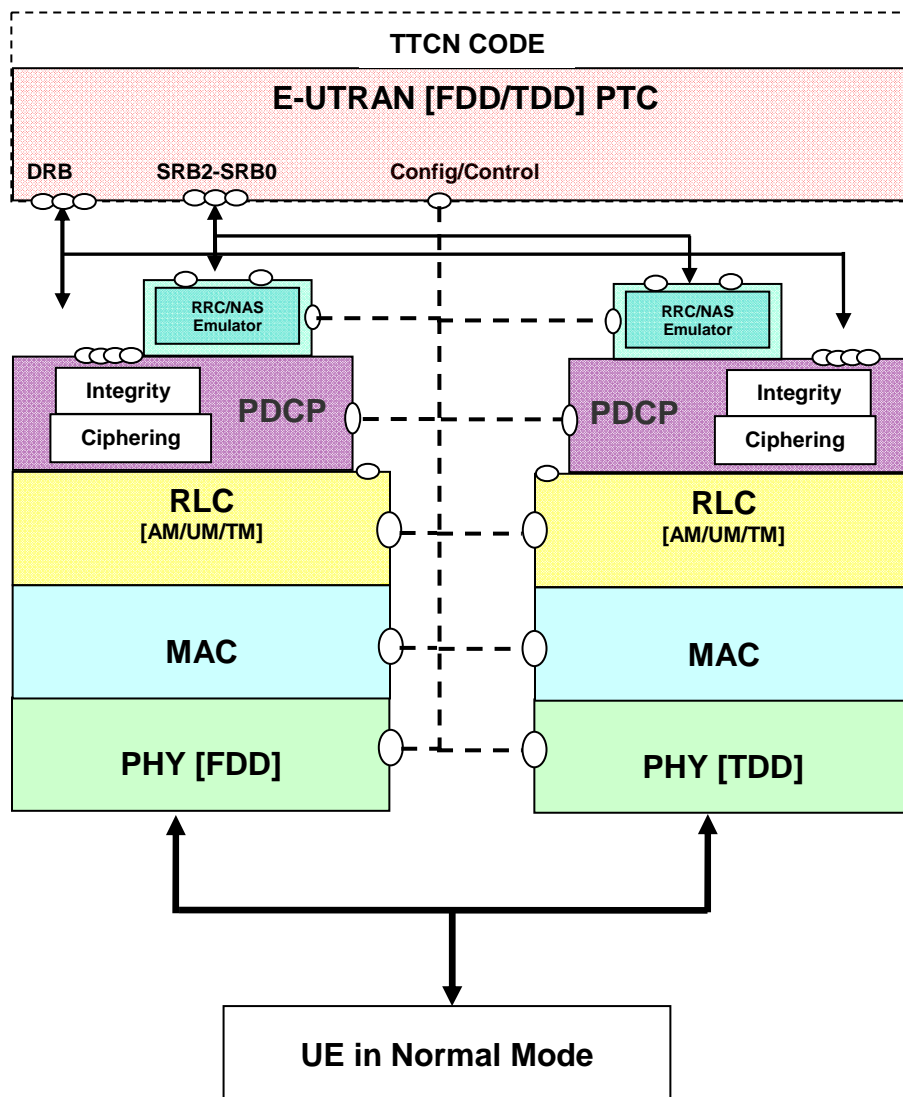 TTCN CODE
E-UTRAN [FDD/TDD] PTC
DRB
SRB2-SRB0
Config/Control
RRC/NAS
Emulator
RRC/NAS
Emulator
Integrity
Ciphering
PDCP
PDCP
Integrity
Ciphering
RLC
[AM/UM/TM]
RLC
[AM/UM/TM]
MAC
MAC
PHY [FDD]
PHY [TDD]
UE in Normal Mode